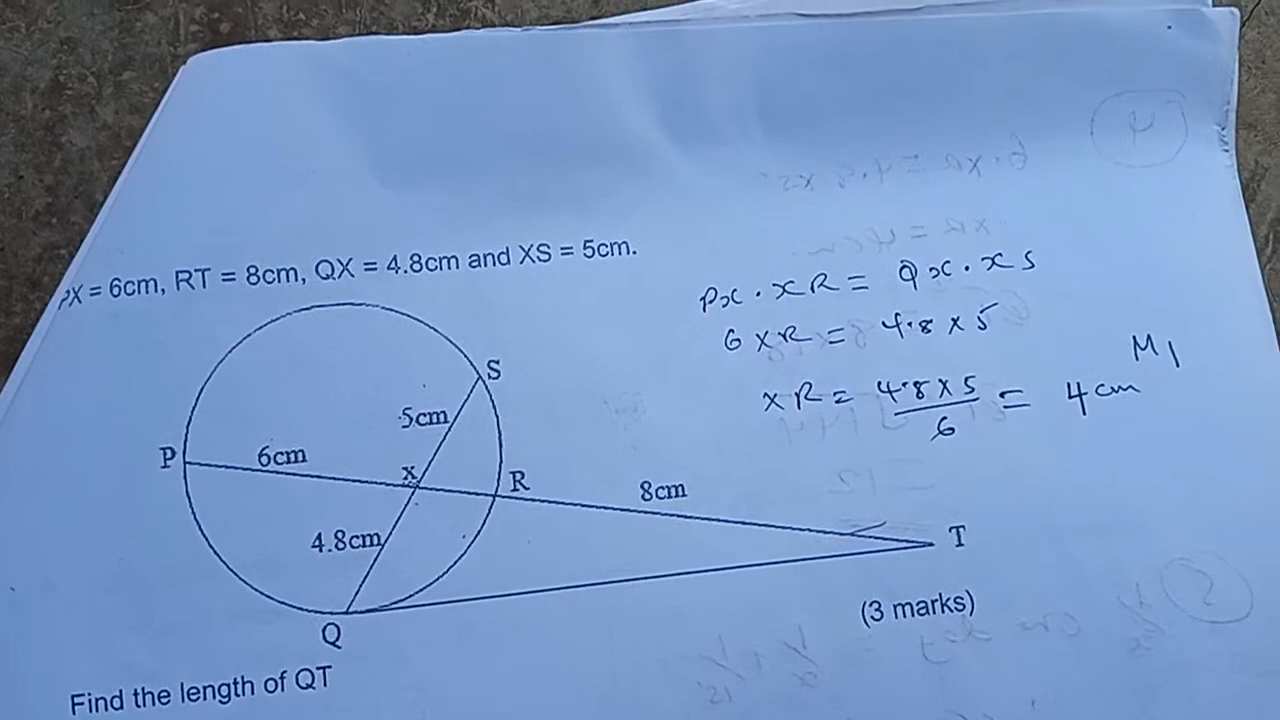 PX = 6cm, RT = 8cm, QX = 4.8cm and XS = 5cm.
PX . XR = QX . XS
6 XR = 4.8 X 5
XR = 4.8 X 5 / 6 = 4cm M1
S
5cm
P
6cm
X
R
8cm
T
4.8cm
Q
(3 marks)
Find the length of QT